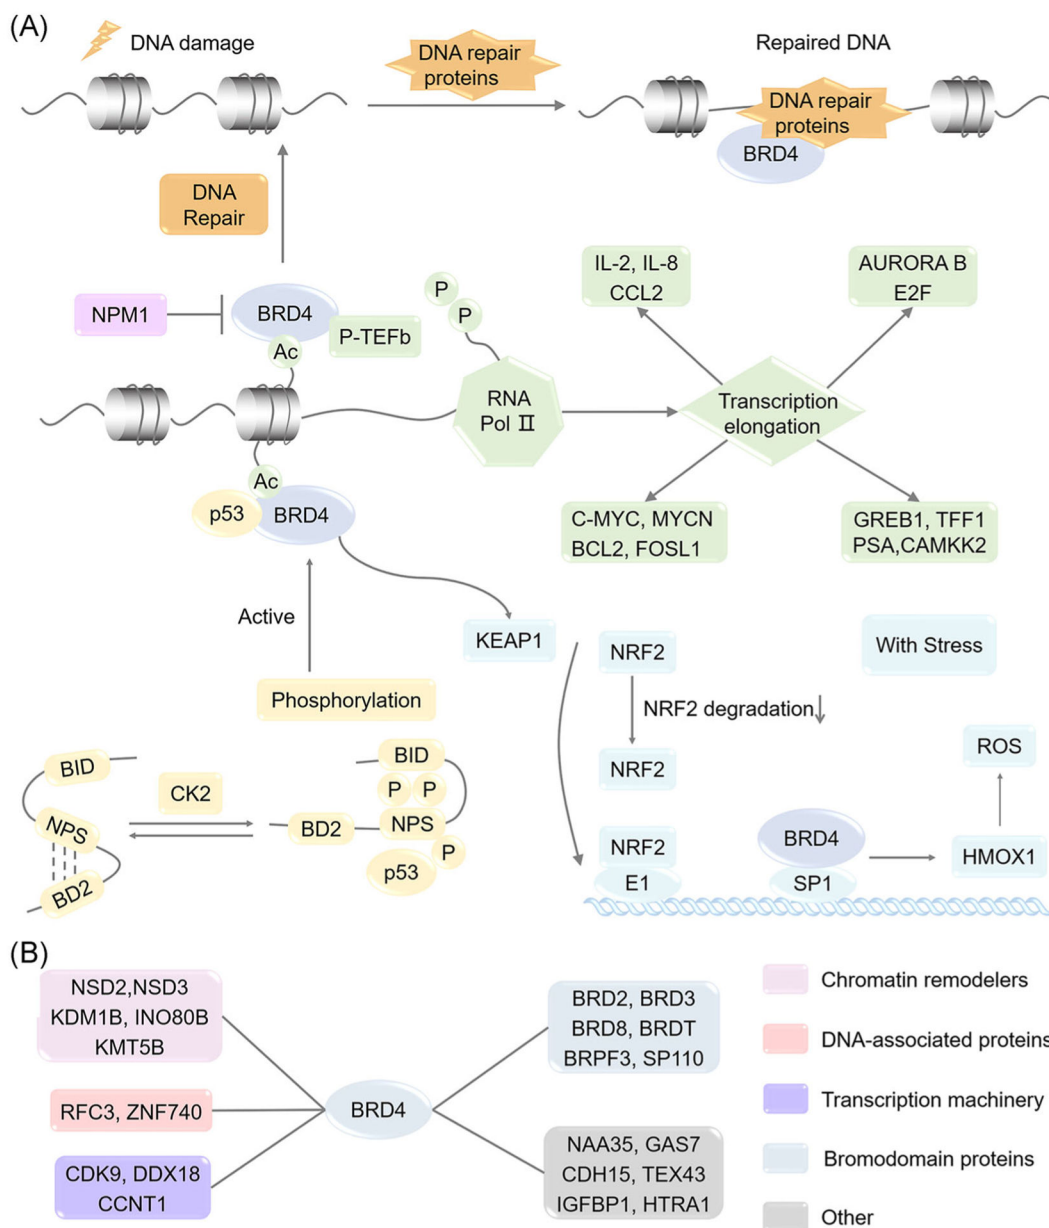 (A)
DNA damage
DNA repair
proteins
Repaired DNA
DNA repair
proteins
BRD4
DNA
Repair
NPM1
BRD4
P-TEFb
Ac
P
P
RNA
Pol II
IL-2, IL-8
CCL2
AURORA B
E2F
Transcription
elongation
Ac
p53
BRD4
C-MYC, MYCN
BCL2, FOSL1
GREB1, TFF1
PSA,CAMKK2
Active
KEAP1
NRF2
With Stress
Phosphorylation
NRF2 degradation
NRF2
ROS
BID
NPS
BD2
CK2
BID
P
P
BD2
NPS
P
p53
NRF2
E1
BRD4
SP1
HMOX1
(B)
NSD2,NSD3
KDM1B, INO80B
KMT5B
RFC3, ZNF740
CDK9, DDX18
CCNT1
BRD4
BRD2, BRD3
BRD8, BRDT
BRPF3, SP110
NAA35, GAS7
CDH15, TEX43
IGFBP1, HTRA1
Chromatin remodelers
DNA-associated proteins
Transcription machinery
Bromodomain proteins
Other